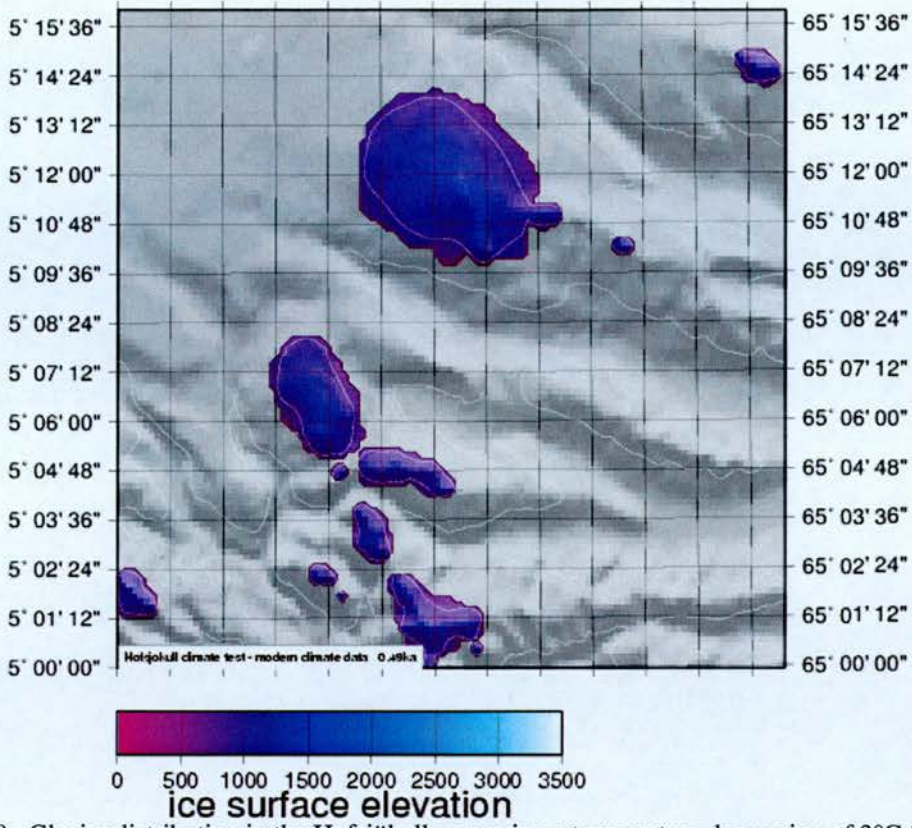 5° 15' 36" 65° 15' 36"
5° 14' 24" 65° 14' 24"
5° 13' 12" 65° 13' 12"
5° 12' 00" 65° 12' 00"
5° 10' 48" 65° 10' 48"
5° 09' 36" 65° 09' 36"
5° 08' 24" 65° 08' 24"
5° 07' 12" 65° 07' 12"
5° 06' 00" 65° 06' 00"
5° 04' 48" 65° 04' 48"
5° 03' 36" 65° 03' 36"
5° 02' 24" 65° 02' 24"
5° 01' 12" 65° 01' 12"
5° 00' 00" 65° 00' 00"
Hofsjokull climate test - modern climate data 0.49ka
0 500 1000 1500 2000 2500 3000 3500
ice surface elevation